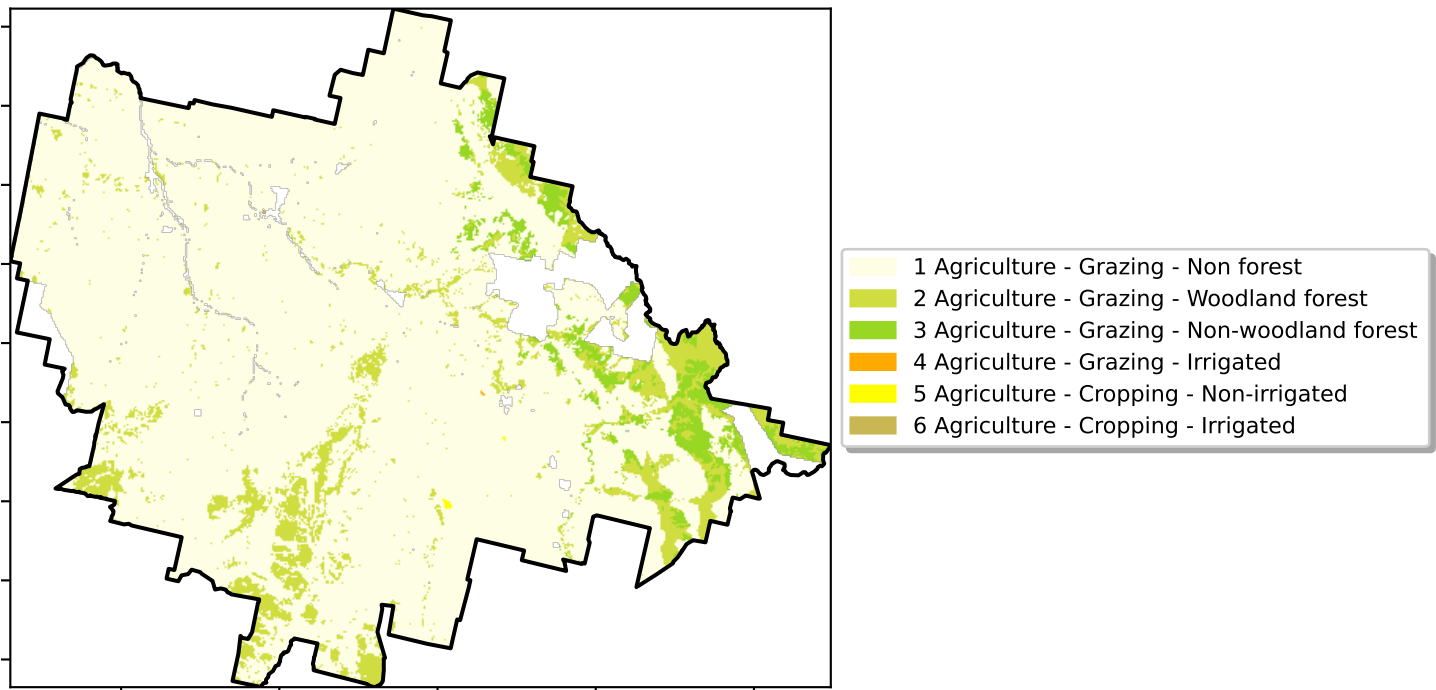 1 Agriculture - Grazing - Non forest
2 Agriculture - Grazing - Woodland forest
3 Agriculture - Grazing - Non-woodland forest
4 Agriculture - Grazing - Irrigated
5 Agriculture - Cropping - Non-irrigated
6 Agriculture - Cropping - Irrigated